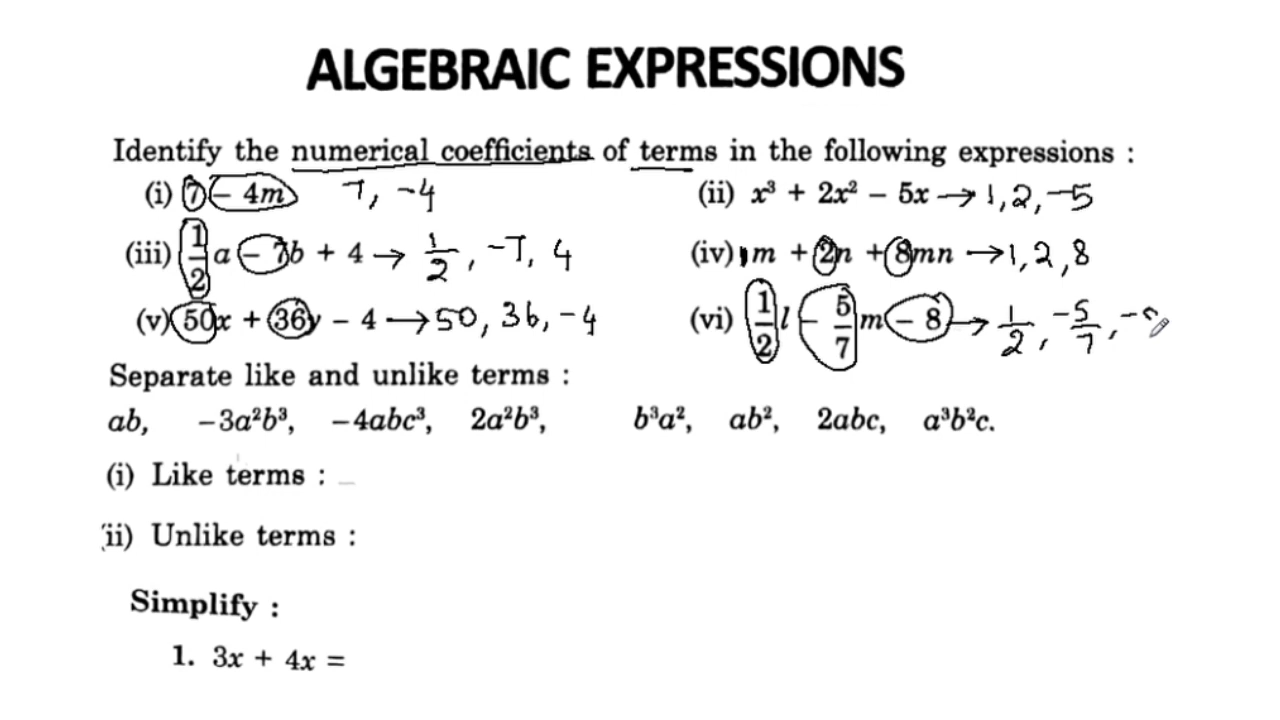 ALGEBRAIC EXPRESSIONS
Identify the numerical coefficients of terms in the following expressions :
(i) 7 – 4m 7, -4
(ii) x³ + 2x² – 5x → 1, 2, -5
(iii) 1/2 a – 7b + 4 → 1/2, -7, 4
(iv) 1m + 2n + 8mn → 1, 2, 8
(v) 50x + 36y – 4 → 50, 36, -4
(vi) 1/2 l – 5/7 m – 8 → 1/2, -5/7, -
Separate like and unlike terms :
ab, –3a²b³, –4abc³, 2a²b³, b³a², ab², 2abc, a³b²c.
(i) Like terms :
(ii) Unlike terms :
Simplify :
1. 3x + 4x =